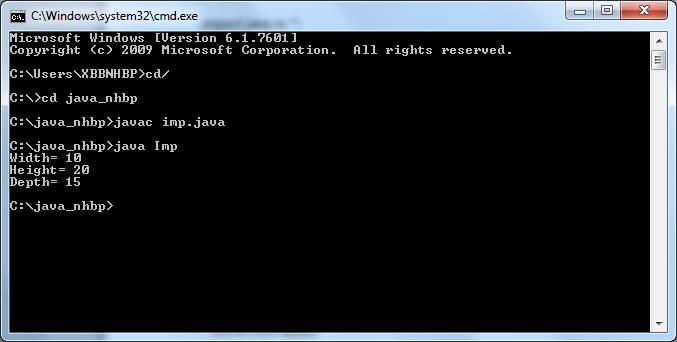 C:\Windows\system32\cmd.exe
Microsoft Windows [Version 6.1.7601]
Copyright (c) 2009 Microsoft Corporation.  All rights reserved.
C:\Users\XBBNHBP>cd/
C:\>cd java_nhbp
C:\java_nhbp>javac imp.java
C:\java_nhbp>java Imp
Width= 10
Height= 20
Depth= 15
C:\java_nhbp>